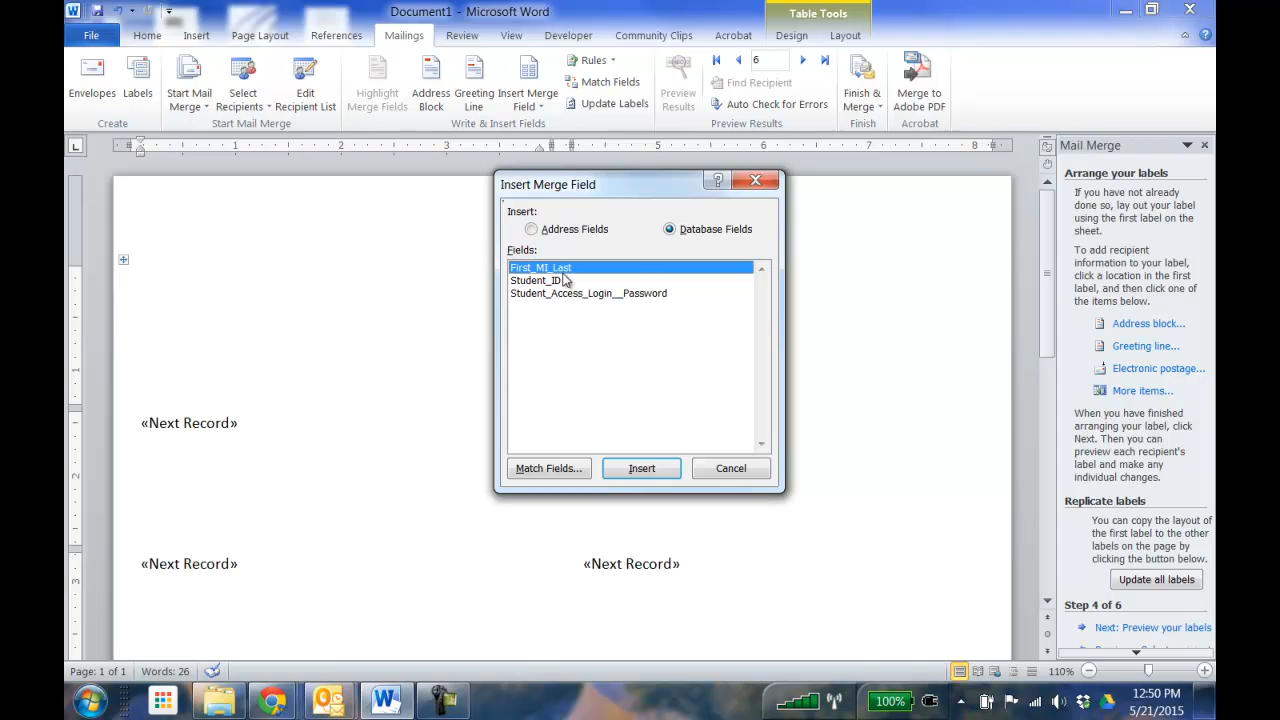 Document1 - Microsoft Word
Table Tools
File Home Insert Page Layout References Mailings Review View Developer Community Clips Acrobat Design Layout
Envelopes
Labels
Create
Start Mail Merge
Select Recipients
Edit Recipient List
Start Mail Merge
Highlight Merge Fields
Address Block
Greeting Line
Insert Merge Field
Rules
Match Fields
Update Labels
Write & Insert Fields
Preview Results
6
Find Recipient
Auto Check for Errors
Preview Results
Finish & Merge
Finish
Merge to Adobe PDF
Acrobat
L
1 2 3 5 6 7 8
1
2
3
«Next Record»
«Next Record»
«Next Record»
Insert Merge Field
?
Insert:
Address Fields
Database Fields
Fields:
First_MI_Last
Student_ID
Student_Access_Login__Password
Match Fields...
Insert
Cancel
Mail Merge
Arrange your labels
If you have not already
done so, lay out your label
using the first label on the
sheet.
To add recipient
information to your label,
click a location in the first
label, and then click one of
the items below.
Address block...
Greeting line...
Electronic postage...
More items...
When you have finished
arranging your label, click
Next. Then you can
preview each recipient's
label and make any
individual changes.
Replicate labels
You can copy the layout of
the first label to the other
labels on the page by
clicking the button below.
Update all labels
Step 4 of 6
Next: Preview your labels
Page: 1 of 1
Words: 26
110%
100%
12:50 PM
5/21/2015